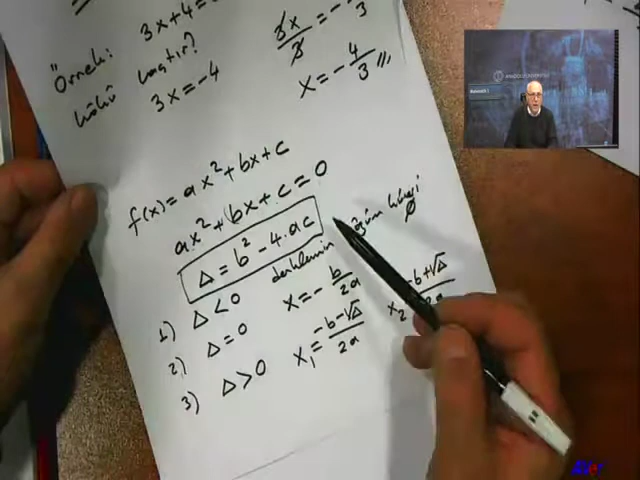 3x+4=
Örnek:
kökü kaçtır?
3x=-4
3x/3 = -4/3
x=-4/3 //,
f(x)=ax²+bx+c
ax²+bx+c=0
Δ=b²-4.ac
1) Δ<0 denklemin çözüm kümesi ∅
2) Δ=0 x=-b/2a
3) Δ>0 x₁=-b-√Δ/2a x₂ -b+√Δ/2a